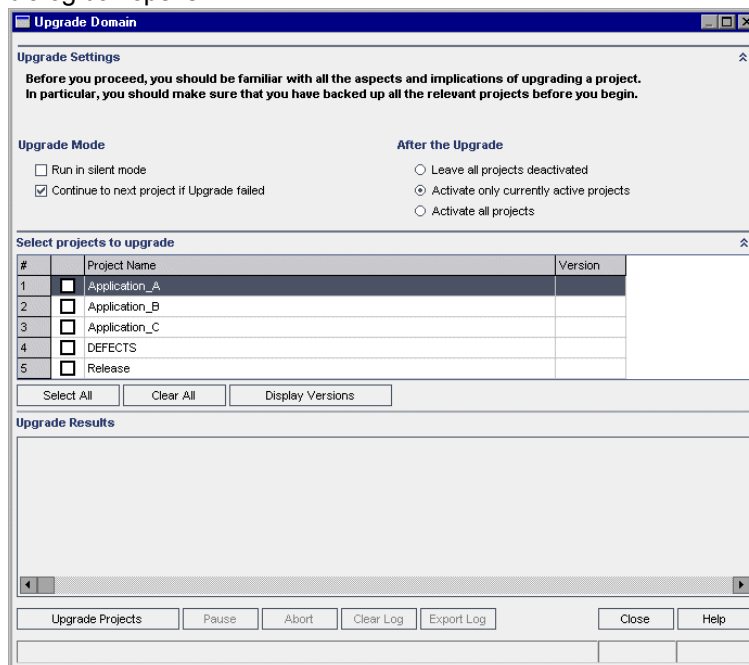 Upgrade Domain
Upgrade Settings
Before you proceed, you should be familiar with all the aspects and implications of upgrading a project.
In particular, you should make sure that you have backed up all the relevant projects before you begin.
Upgrade Mode
After the Upgrade
Run in silent mode
Leave all projects deactivated
Continue to next project if Upgrade failed
Activate only currently active projects
Activate all projects
Select projects to upgrade
# Project Name Version
1 Application_A
2 Application_B
3 Application_C
4 DEFECTS
5 Release
Select All Clear All Display Versions
Upgrade Results
Upgrade Projects Pause Abort Clear Log Export Log Close Help